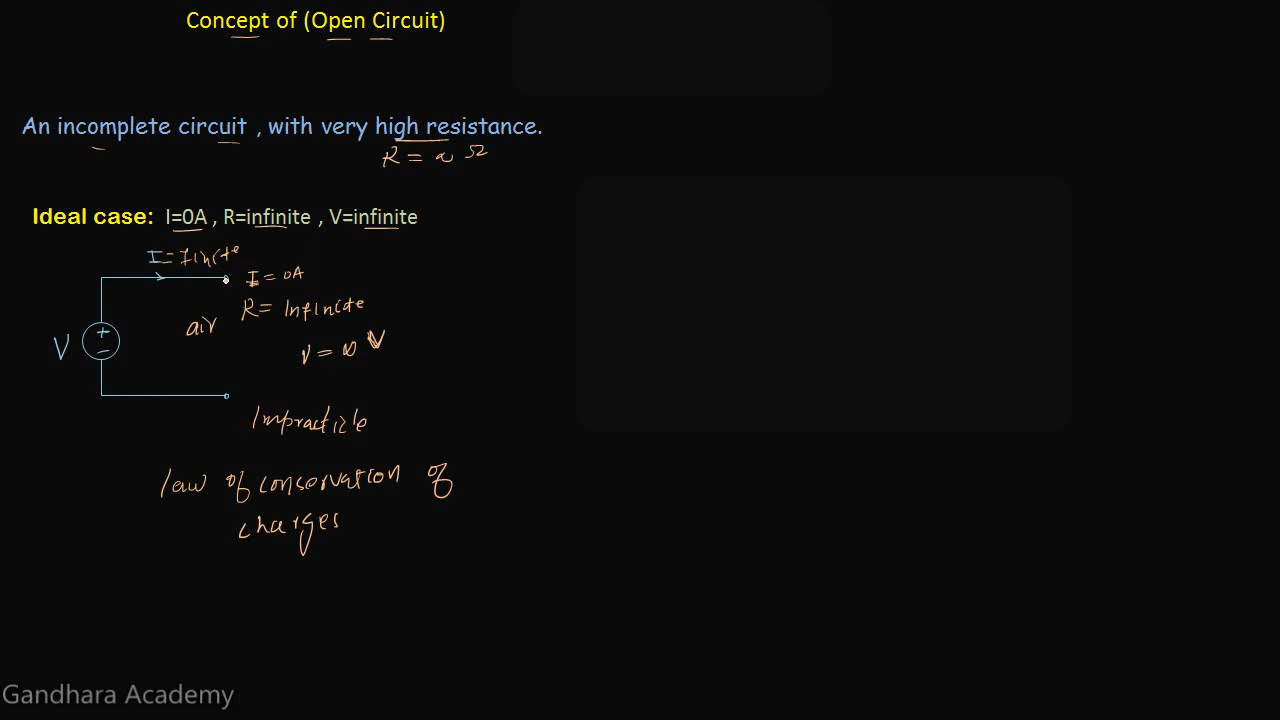 Concept of (Open Circuit)
An incomplete circuit , with very high resistance.
R = ∞ Ω
Ideal case: I=0A , R=infinite , V=infinite
I = Finite
I = 0A
R = Infinite
air
V = ∞ V
V
+
−
Impractile
law of conservation of
charges
Gandhara Academy